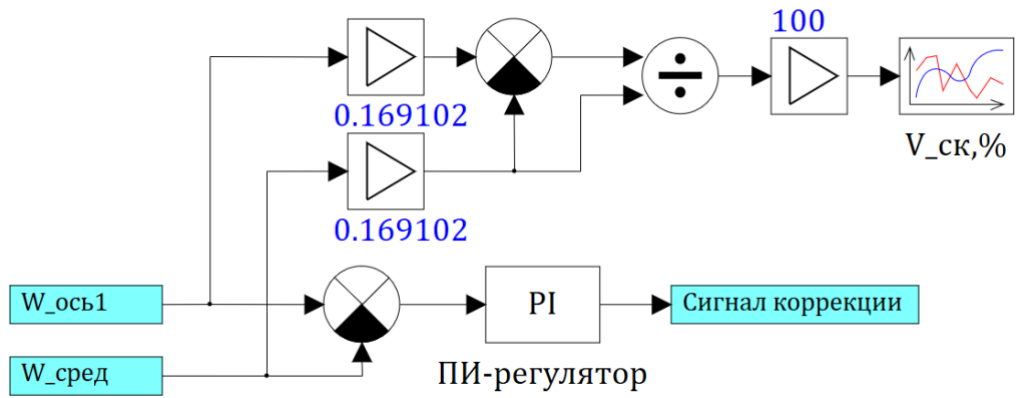 100
0.169102
V_ск,%
0.169102
W_ось1
PI
Сигнал коррекции
W_сред
ПИ-регулятор